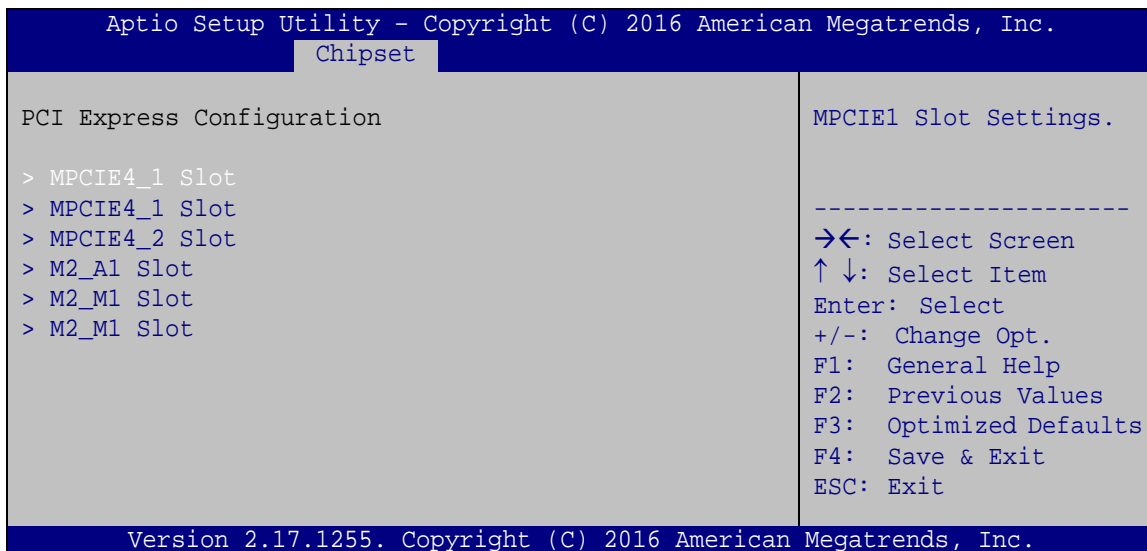 Aptio Setup Utility – Copyright (C) 2016 American Megatrends, Inc.
Chipset
PCI Express Configuration
> MPCIE4_1 Slot
> MPCIE4_1 Slot
> MPCIE4_2 Slot
> M2_A1 Slot
> M2_M1 Slot
> M2_M1 Slot
MPCIE1 Slot Settings.
----------------------
→←: Select Screen
↑ ↓: Select Item
Enter: Select
+/-: Change Opt.
F1: General Help
F2: Previous Values
F3: Optimized Defaults
F4: Save & Exit
ESC: Exit
Version 2.17.1255. Copyright (C) 2016 American Megatrends, Inc.